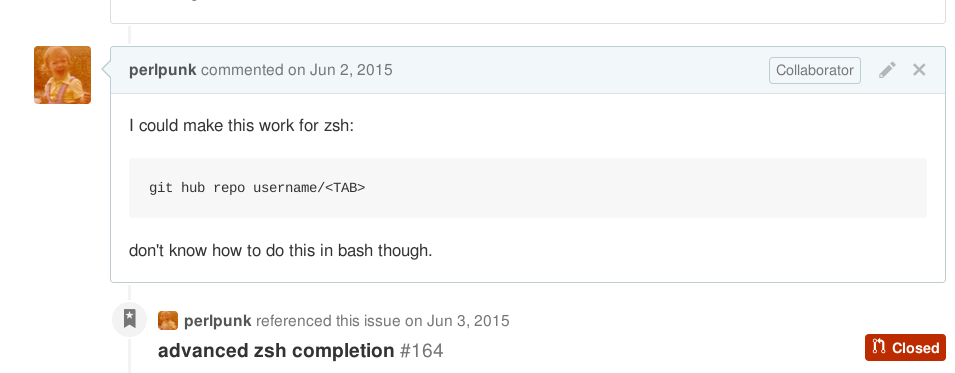 perlpunk commented on Jun 2, 2015 Collaborator
I could make this work for zsh:
git hub repo username/<TAB>
don't know how to do this in bash though.
perlpunk referenced this issue on Jun 3, 2015
advanced zsh completion #164
Closed